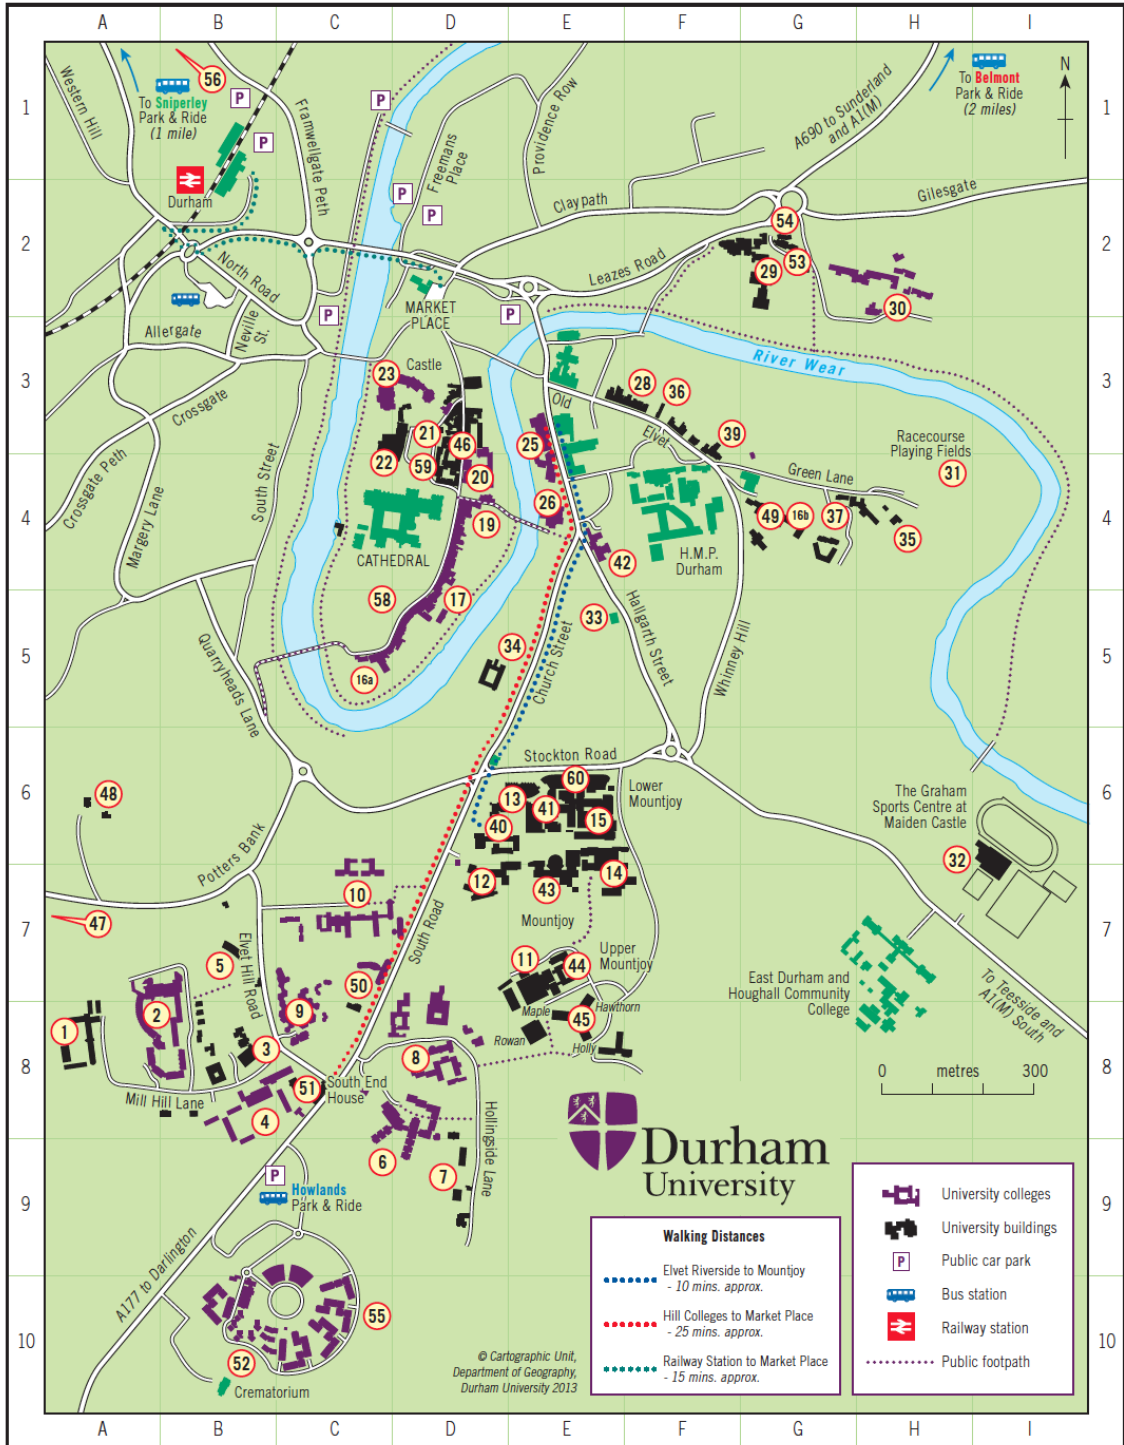 A B C D E F G H I
1
1
2
2
3
3
4
4
5
5
6
6
7
7
8
8
9
9
10
10
A B C D E F G H I
Western Hill
56
To Sniperley
Park & Ride
(1 mile)
P
P
P
Framwellgate Peth
Durham
Freemans
Place
Providence Row
P
P
Claypath
A690 to Sunderland
and A1(M)
To Belmont
Park & Ride
(2 miles)
N
Gilesgate
54
53
29
30
Leazes Road
North Road
MARKET
PLACE
P
P
Allergate
Neville
St.
River Wear
Castle
23
Crossgate
21
46
22
59
20
25
Old
Elvet
28
36
39
Racecourse
Playing Fields
31
Green Lane
Crossgate Peth
Margery Lane
South Street
CATHEDRAL
19
26
H.M.P.
Durham
49
16b
37
35
42
58
17
33
34
Church Street
Hallgarth Street
Whinney Hill
16a
Quarryheads Lane
Stockton Road
60
Lower
Mountjoy
13
41
15
40
48
Potters Bank
The Graham
Sports Centre at
Maiden Castle
32
12
43
14
10
47
Mountjoy
South Road
5
Elvet Hill Road
11
44
Upper
Mountjoy
50
East Durham and
Houghall Community
College
To Teesside and
A1(M) South
1
2
9
Maple
Hawthorn
45
Rowan
Holly
3
8
0 metres 300
Mill Hill Lane
51
South End
House
4
6
7
Hollingside Lane
Durham
University
P
Howlands
Park & Ride
A177 to Darlington
55
52
Crematorium
© Cartographic Unit,
Department of Geography,
Durham University 2013
Walking Distances
Elvet Riverside to Mountjoy
- 10 mins. approx.
Hill Colleges to Market Place
- 25 mins. approx.
Railway Station to Market Place
- 15 mins. approx.
University colleges
University buildings
P Public car park
Bus station
Railway station
Public footpath